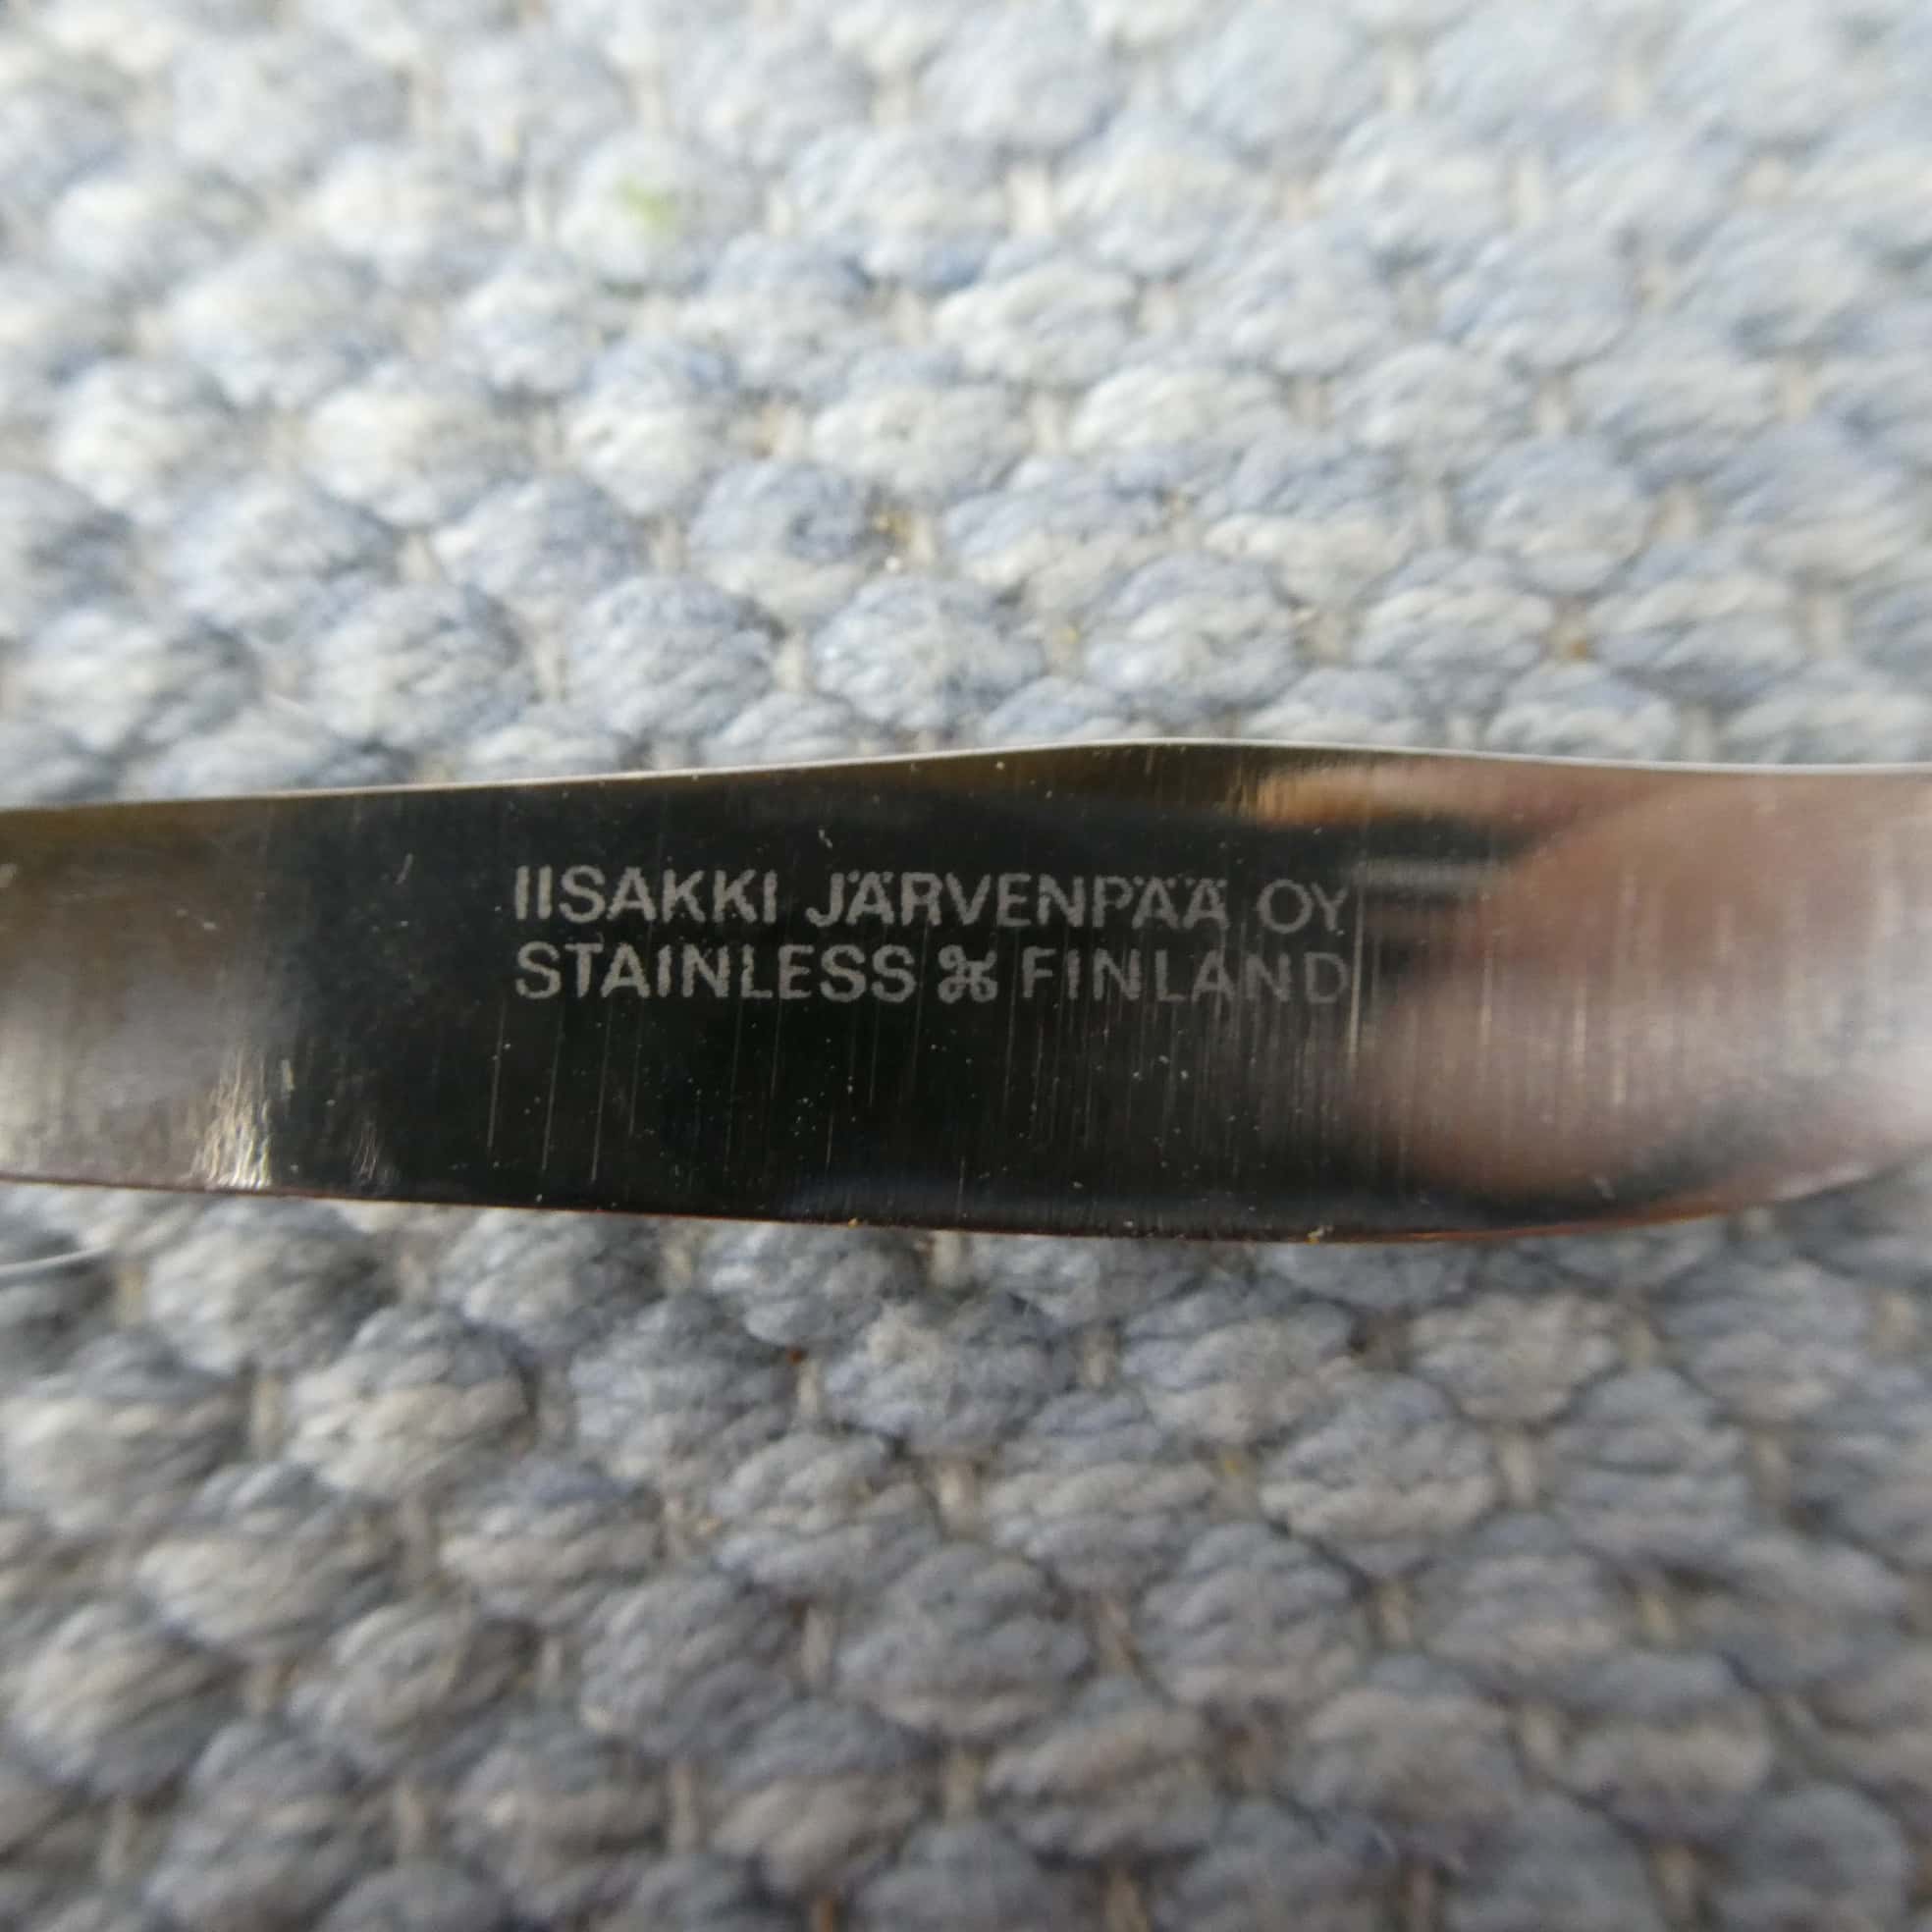 IISAKKI JÄRVENPÄÄ OY
STAINLESS ⌘ FINLAND